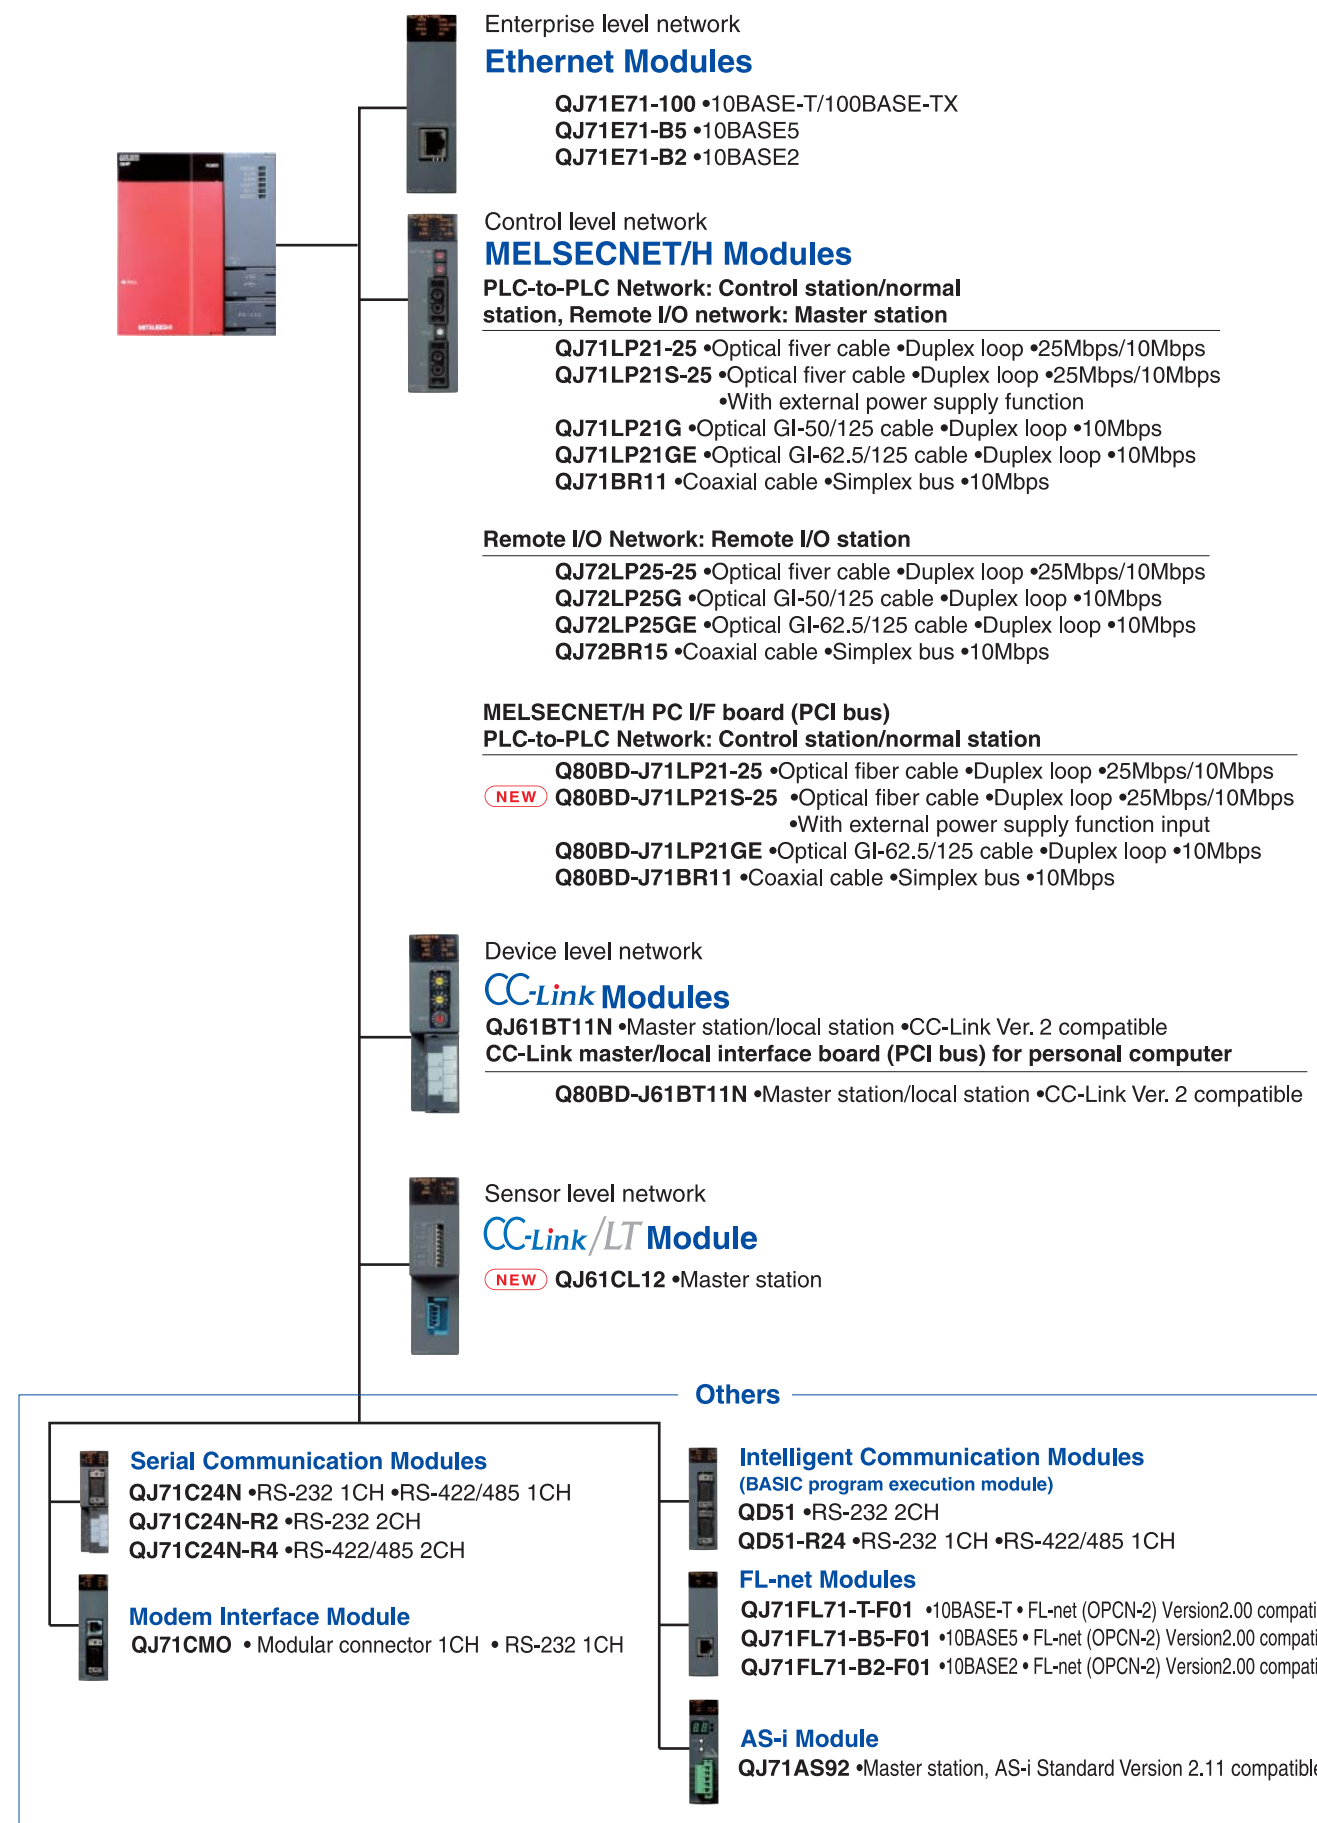 Enterprise level network
Ethernet Modules
QJ71E71-100 •10BASE-T/100BASE-TX
QJ71E71-B5 •10BASE5
QJ71E71-B2 •10BASE2
MITSUBISHI
Control level network
MELSECNET/H Modules
PLC-to-PLC Network: Control station/normal
station, Remote I/O network: Master station
QJ71LP21-25 •Optical fiver cable •Duplex loop •25Mbps/10Mbps
QJ71LP21S-25 •Optical fiver cable •Duplex loop •25Mbps/10Mbps
•With external power supply function
QJ71LP21G •Optical GI-50/125 cable •Duplex loop •10Mbps
QJ71LP21GE •Optical GI-62.5/125 cable •Duplex loop •10Mbps
QJ71BR11 •Coaxial cable •Simplex bus •10Mbps
Remote I/O Network: Remote I/O station
QJ72LP25-25 •Optical fiver cable •Duplex loop •25Mbps/10Mbps
QJ72LP25G •Optical GI-50/125 cable •Duplex loop •10Mbps
QJ72LP25GE •Optical GI-62.5/125 cable •Duplex loop •10Mbps
QJ72BR15 •Coaxial cable •Simplex bus •10Mbps
MELSECNET/H PC I/F board (PCI bus)
PLC-to-PLC Network: Control station/normal station
Q80BD-J71LP21-25 •Optical fiber cable •Duplex loop •25Mbps/10Mbps
NEW Q80BD-J71LP21S-25 •Optical fiber cable •Duplex loop •25Mbps/10Mbps
•With external power supply function input
Q80BD-J71LP21GE •Optical GI-62.5/125 cable •Duplex loop •10Mbps
Q80BD-J71BR11 •Coaxial cable •Simplex bus •10Mbps
Device level network
CC-Link Modules
QJ61BT11N •Master station/local station •CC-Link Ver. 2 compatible
CC-Link master/local interface board (PCI bus) for personal computer
Q80BD-J61BT11N •Master station/local station •CC-Link Ver. 2 compatible
Sensor level network
CC-Link/LT Module
NEW QJ61CL12 •Master station
Others
Serial Communication Modules
QJ71C24N •RS-232 1CH •RS-422/485 1CH
QJ71C24N-R2 •RS-232 2CH
QJ71C24N-R4 •RS-422/485 2CH
Modem Interface Module
QJ71CMO • Modular connector 1CH • RS-232 1CH
Intelligent Communication Modules
(BASIC program execution module)
QD51 •RS-232 2CH
QD51-R24 •RS-232 1CH •RS-422/485 1CH
FL-net Modules
QJ71FL71-T-F01 •10BASE-T • FL-net (OPCN-2) Version2.00 compati
QJ71FL71-B5-F01 •10BASE5 • FL-net (OPCN-2) Version2.00 compati
QJ71FL71-B2-F01 •10BASE2 • FL-net (OPCN-2) Version2.00 compati
AS-i Module
QJ71AS92 •Master station, AS-i Standard Version 2.11 compatible